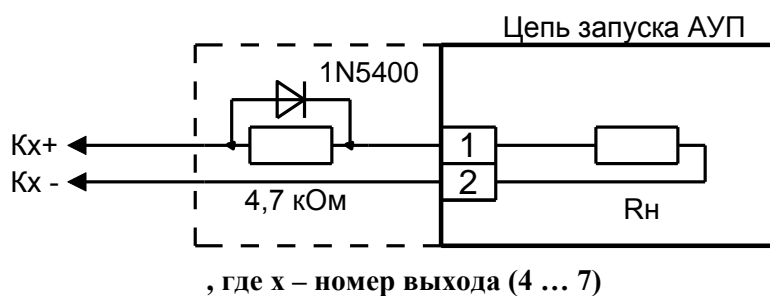 Цепь запуска АУП
1N5400
Кх+
1
Кх -
2
4,7 кОм
Rн
, где х – номер выхода (4 … 7)